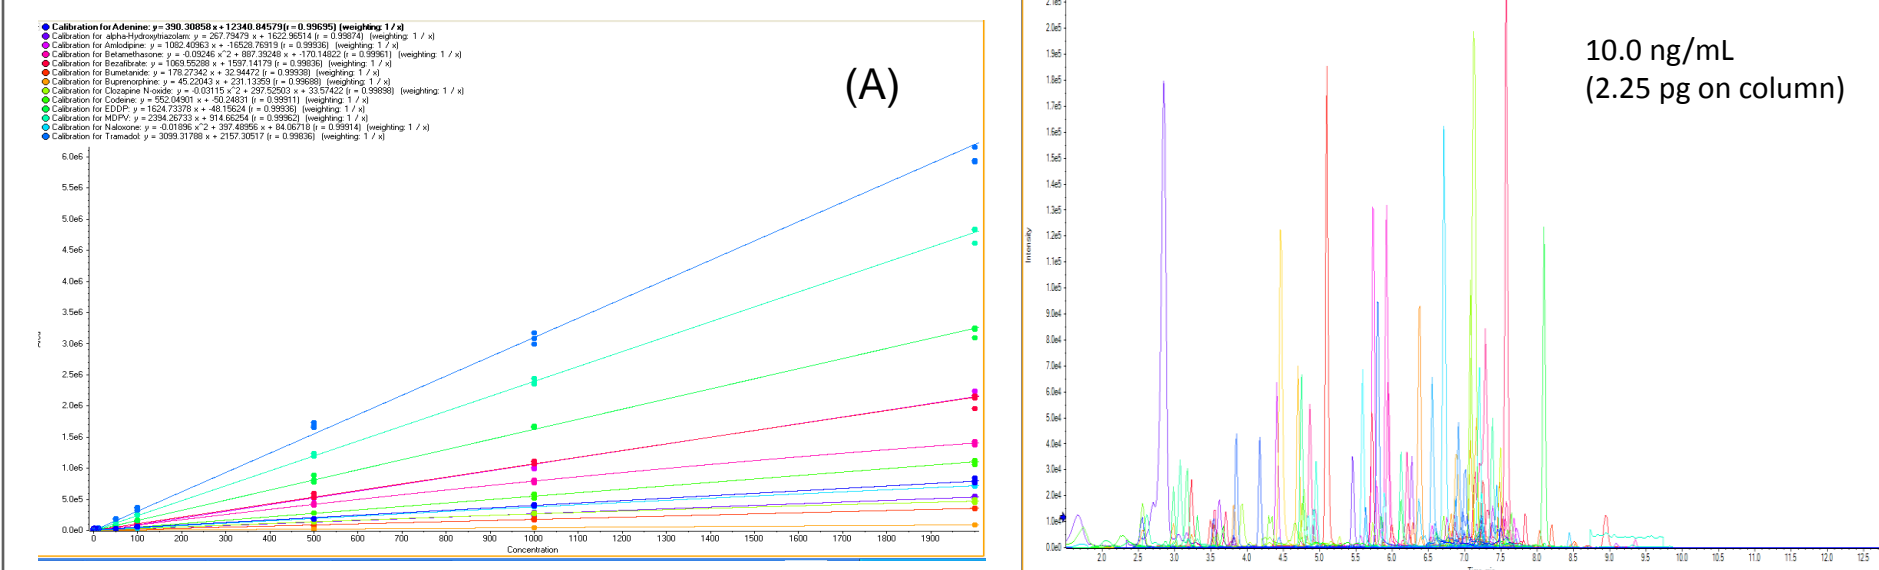 Calibration for Adenine: y = 390.30858 x + 12340.84579 (r = 0.99695) (weighting: 1 / x)
Calibration for alpha-Hydroxytriazolam: y = 267.79479 x + 1622.96514 (r = 0.99874) (weighting: 1 / x)
Calibration for Amlodipine: y = 1082.40963 x + -16528.76919 (r = 0.99936) (weighting: 1 / x)
Calibration for Betamethasone: y = -0.09246 x^2 + 887.39248 x + -170.14822 (r = 0.99961) (weighting: 1 / x)
Calibration for Bezafibrate: y = 1069.55288 x + 1597.14179 (r = 0.99836) (weighting: 1 / x)
Calibration for Bumetanide: y = 178.27342 x + 32.94472 (r = 0.99938) (weighting: 1 / x)
Calibration for Buprenorphine: y = 45.22043 x + 231.13359 (r = 0.99688) (weighting: 1 / x)
Calibration for Clozapine N-oxide: y = -0.03115 x^2 + 297.52503 x + 33.57422 (r = 0.99898) (weighting: 1 / x)
Calibration for Codeine: y = 552.04901 x + -50.24831 (r = 0.99911) (weighting: 1 / x)
Calibration for EDDP: y = 1624.73378 x + -48.15624 (r = 0.99936) (weighting: 1 / x)
Calibration for MDPV: y = 2394.26733 x + 914.66254 (r = 0.99962) (weighting: 1 / x)
Calibration for Naloxone: y = -0.01896 x^2 + 397.48956 x + 84.06718 (r = 0.99914) (weighting: 1 / x)
Calibration for Tramadol: y = 3099.31788 x + 2157.30517 (r = 0.99836) (weighting: 1 / x)
(A)
6.0e6
5.5e6
5.0e6
4.5e6
4.0e6
3.5e6
3.0e6
2.5e6
2.0e6
1.5e6
1.0e6
5.0e5
0.0e0
0 100 200 300 400 500 600 700 800 900 1000 1100 1200 1300 1400 1500 1600 1700 1800 1900
Concentration
10.0 ng/mL
(2.25 pg on column)
2.0e5
1.9e5
1.8e5
1.7e5
1.6e5
1.5e5
1.4e5
1.3e5
1.2e5
1.1e5
1.0e5
9.0e4
8.0e4
7.0e4
6.0e4
5.0e4
4.0e4
3.0e4
2.0e4
1.0e4
0.0e0
Intensity
2.0 2.5 3.0 3.5 4.0 4.5 5.0 5.5 6.0 6.5 7.0 7.5 8.0 8.5 9.0 9.5 10.0 10.5 11.0 11.5 12.0 12.5